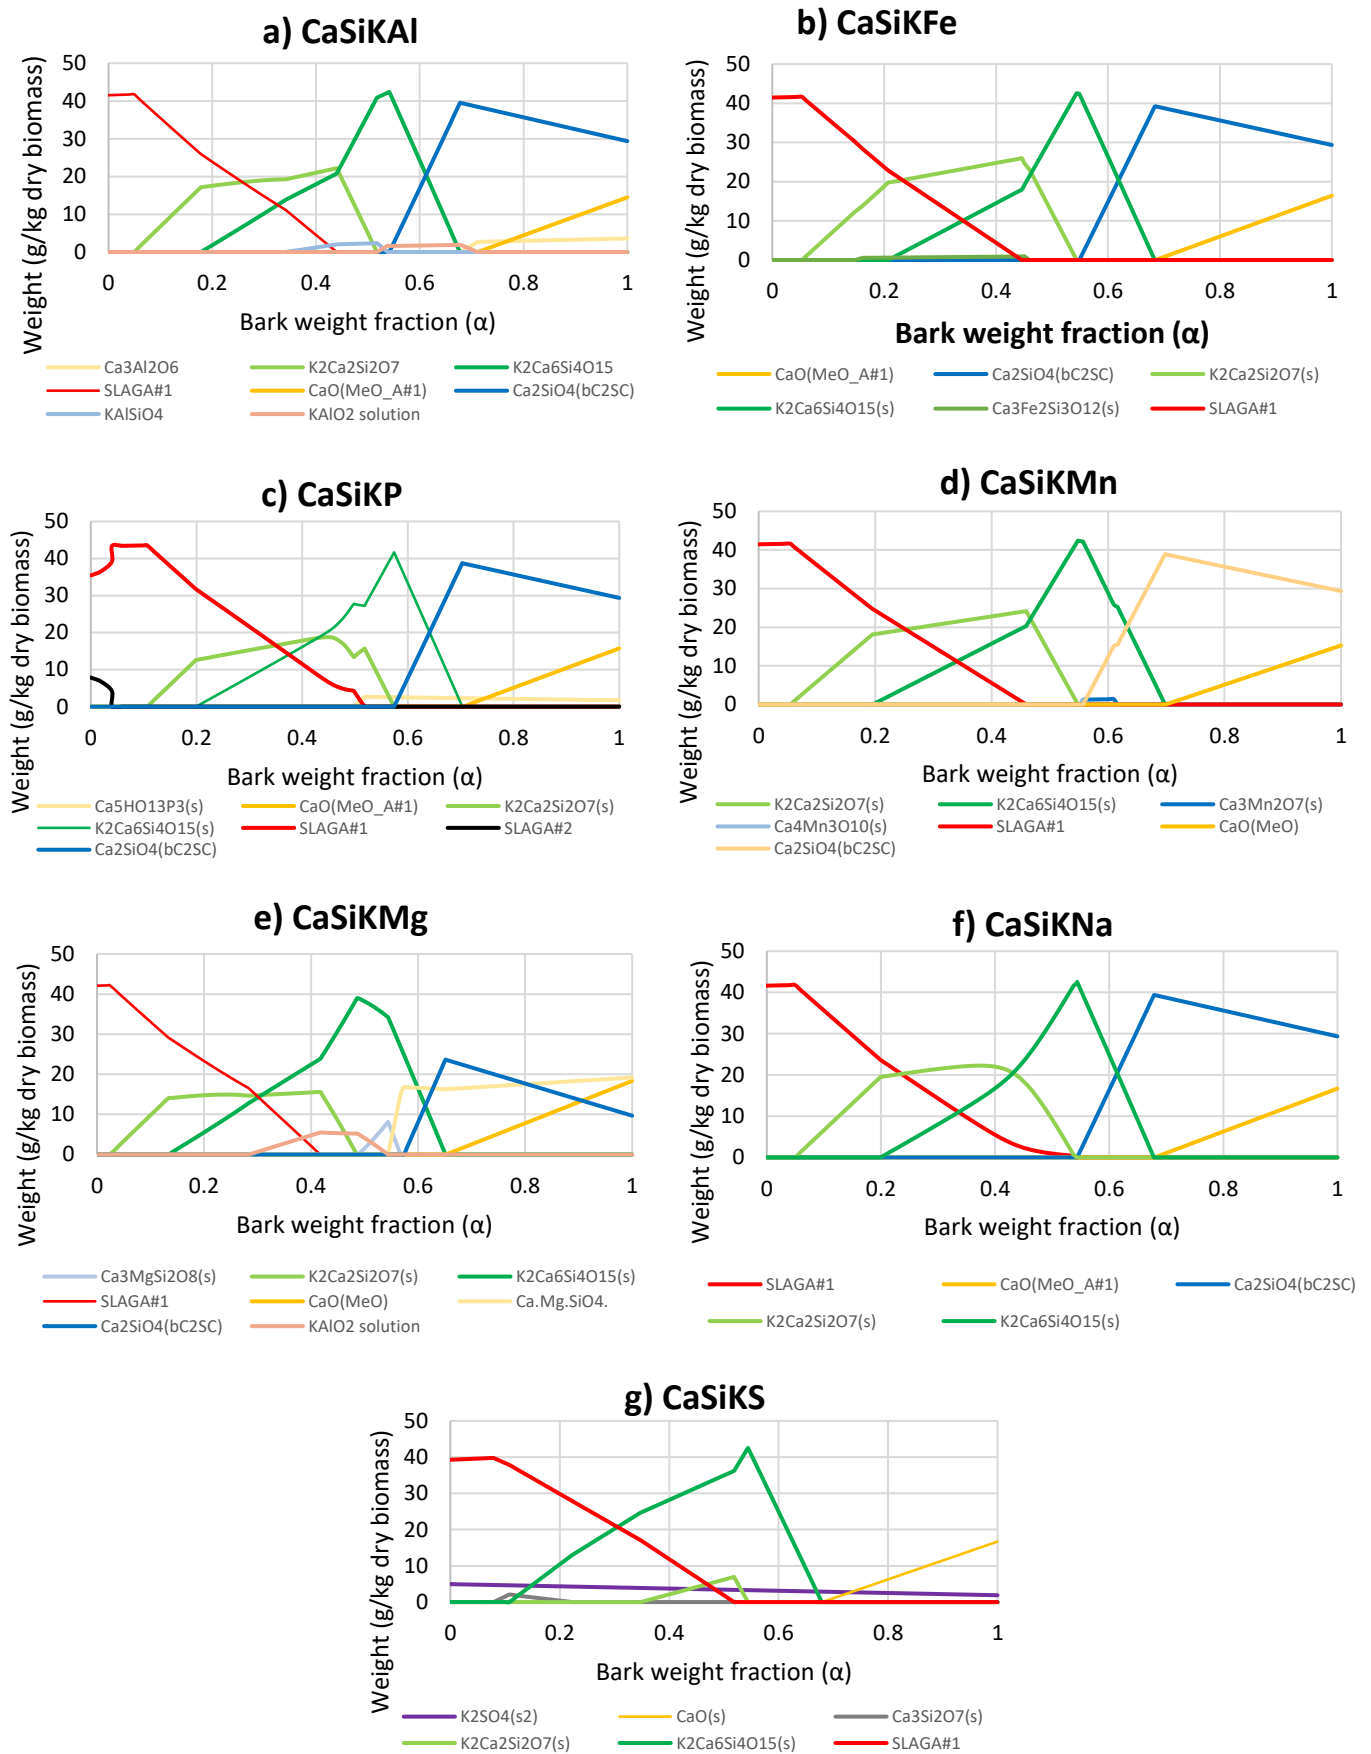 a) CaSiKAl
Weight (g/kg dry biomass)
50
40
30
20
10
0
0 0.2 0.4 0.6 0.8 1
Bark weight fraction (α)
Ca3Al2O6 K2Ca2Si2O7 K2Ca6Si4O15
SLAGA#1 CaO(MeO_A#1) Ca2SiO4(bC2SC)
KAlSiO4 KAlO2 solution
b) CaSiKFe
Weight (g/kg dry biomass)
50
40
30
20
10
0
0 0.2 0.4 0.6 0.8 1
Bark weight fraction (α)
CaO(MeO_A#1) Ca2SiO4(bC2SC) K2Ca2Si2O7(s)
K2Ca6Si4O15(s) Ca3Fe2Si3O12(s) SLAGA#1
c) CaSiKP
Weight (g/kg dry biomass)
50
40
30
20
10
0
0 0.2 0.4 0.6 0.8 1
Bark weight fraction (α)
Ca5HO13P3(s) CaO(MeO_A#1) K2Ca2Si2O7(s)
K2Ca6Si4O15(s) SLAGA#1 SLAGA#2
Ca2SiO4(bC2SC)
d) CaSiKMn
Weight (g/kg dry biomass)
50
40
30
20
10
0
0 0.2 0.4 0.6 0.8 1
Bark weight fraction (α)
K2Ca2Si2O7(s) K2Ca6Si4O15(s) Ca3Mn2O7(s)
Ca4Mn3O10(s) SLAGA#1 CaO(MeO)
Ca2SiO4(bC2SC)
e) CaSiKMg
Weight (g/kg dry biomass)
50
40
30
20
10
0
0 0.2 0.4 0.6 0.8 1
Bark weight fraction (α)
Ca3MgSi2O8(s) K2Ca2Si2O7(s) K2Ca6Si4O15(s)
SLAGA#1 CaO(MeO) Ca.Mg.SiO4.
Ca2SiO4(bC2SC) KAlO2 solution
f) CaSiKNa
Weight (g/kg dry biomass)
50
40
30
20
10
0
0 0.2 0.4 0.6 0.8 1
Bark weight fraction (α)
SLAGA#1 CaO(MeO_A#1) Ca2SiO4(bC2SC)
K2Ca2Si2O7(s) K2Ca6Si4O15(s)
g) CaSiKS
Weight (g/kg dry biomass)
50
40
30
20
10
0
0 0.2 0.4 0.6 0.8 1
Bark weight fraction (α)
K2SO4(s2) CaO(s) Ca3Si2O7(s)
K2Ca2Si2O7(s) K2Ca6Si4O15(s) SLAGA#1